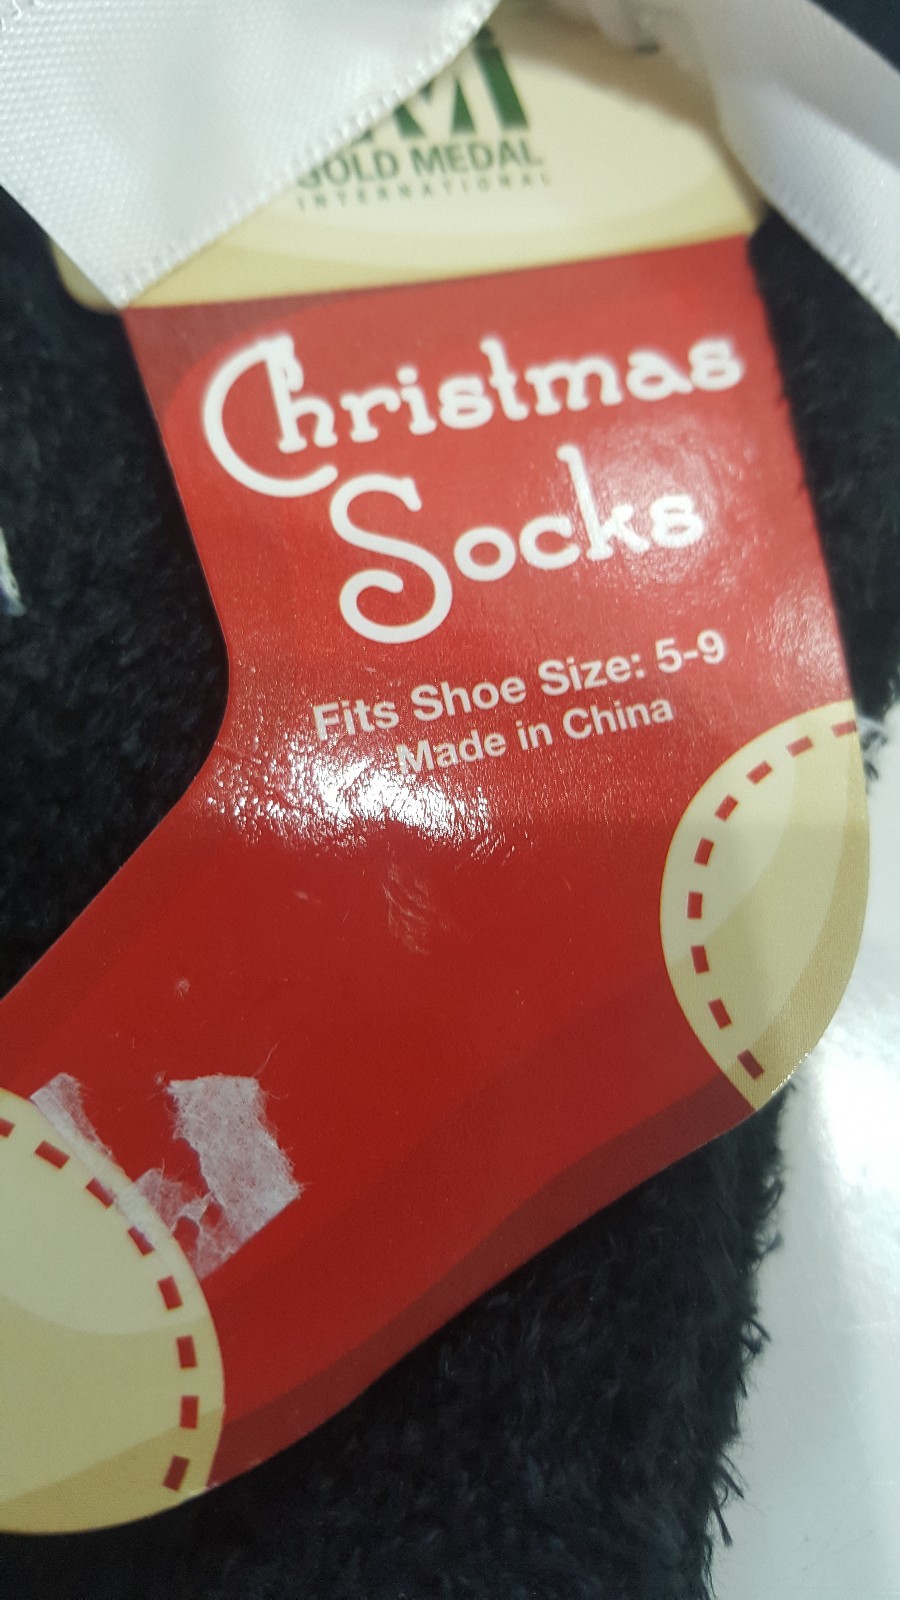 GOLD MEDAL
INTERNATIONAL
Christmas
Socks
Fits Shoe Size: 5-9
Made in China